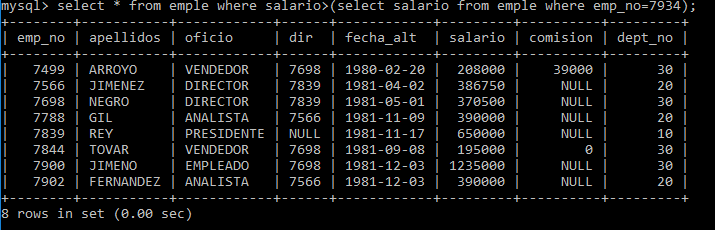 mysql> select * from emple where salario>(select salario from emple where emp_no=7934);
+--------+-----------+------------+------+------------+---------+----------+---------+
| emp_no | apellidos | oficio     | dir  | fecha_alt  | salario | comision | dept_no |
+--------+-----------+------------+------+------------+---------+----------+---------+
|   7499 | ARROYO    | VENDEDOR   | 7698 | 1980-02-20 |  208000 |    39000 |      30 |
|   7566 | JIMENEZ   | DIRECTOR   | 7839 | 1981-04-02 |  386750 |     NULL |      20 |
|   7698 | NEGRO     | DIRECTOR   | 7839 | 1981-05-01 |  370500 |     NULL |      30 |
|   7788 | GIL       | ANALISTA   | 7566 | 1981-11-09 |  390000 |     NULL |      20 |
|   7839 | REY       | PRESIDENTE | NULL | 1981-11-17 |  650000 |     NULL |      10 |
|   7844 | TOVAR     | VENDEDOR   | 7698 | 1981-09-08 |  195000 |        0 |      30 |
|   7900 | JIMENO    | EMPLEADO   | 7698 | 1981-12-03 | 1235000 |     NULL |      30 |
|   7902 | FERNANDEZ | ANALISTA   | 7566 | 1981-12-03 |  390000 |     NULL |      20 |
+--------+-----------+------------+------+------------+---------+----------+---------+
8 rows in set (0.00 sec)